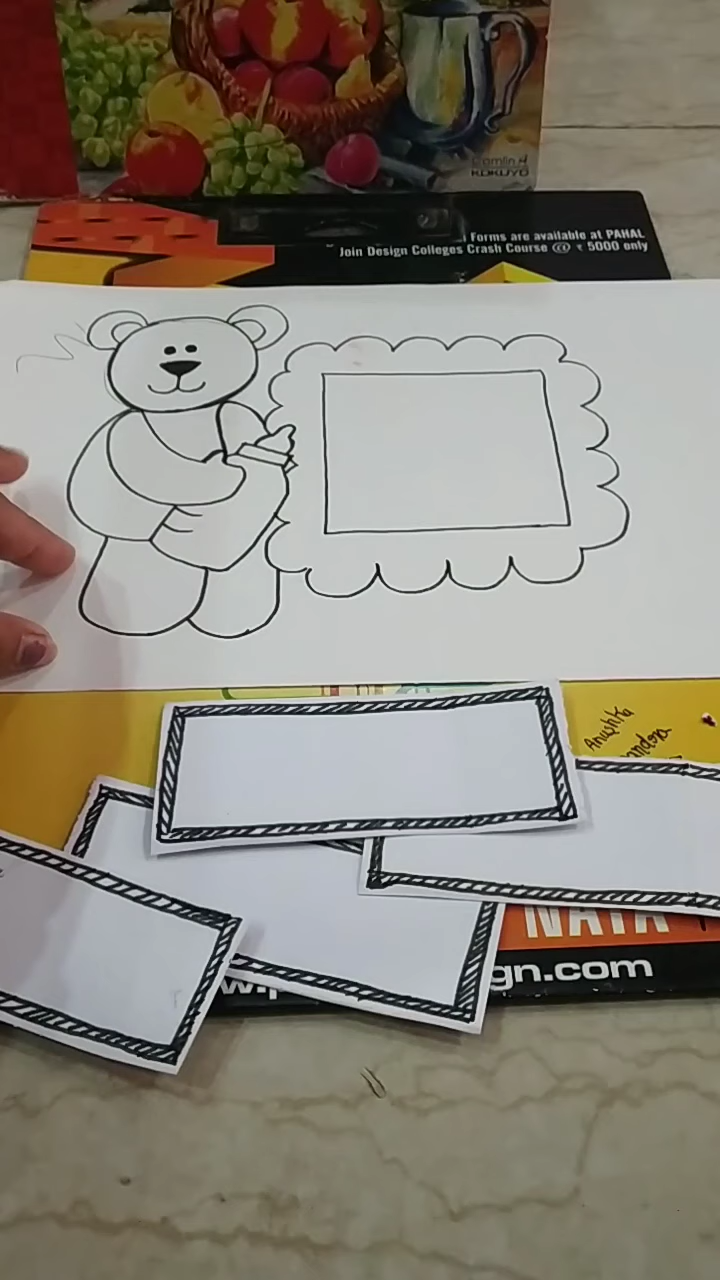 Camlin
KOKUYO
Forms are available at PAHAL
Join Design Colleges Crash Course @ ₹ 5000 only
Anushka
NATA
gn.com